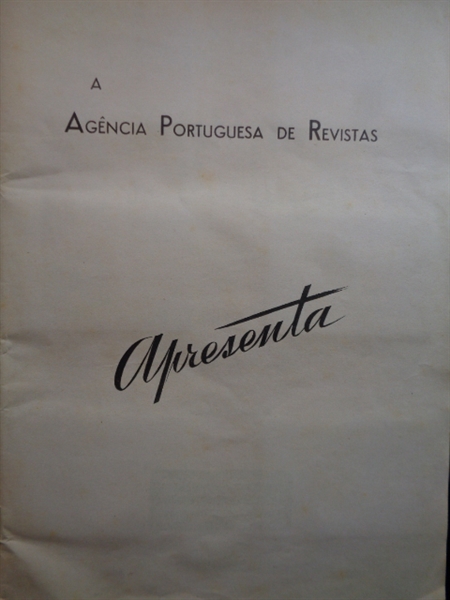 A
AGÊNCIA PORTUGUESA DE REVISTAS
Apresenta